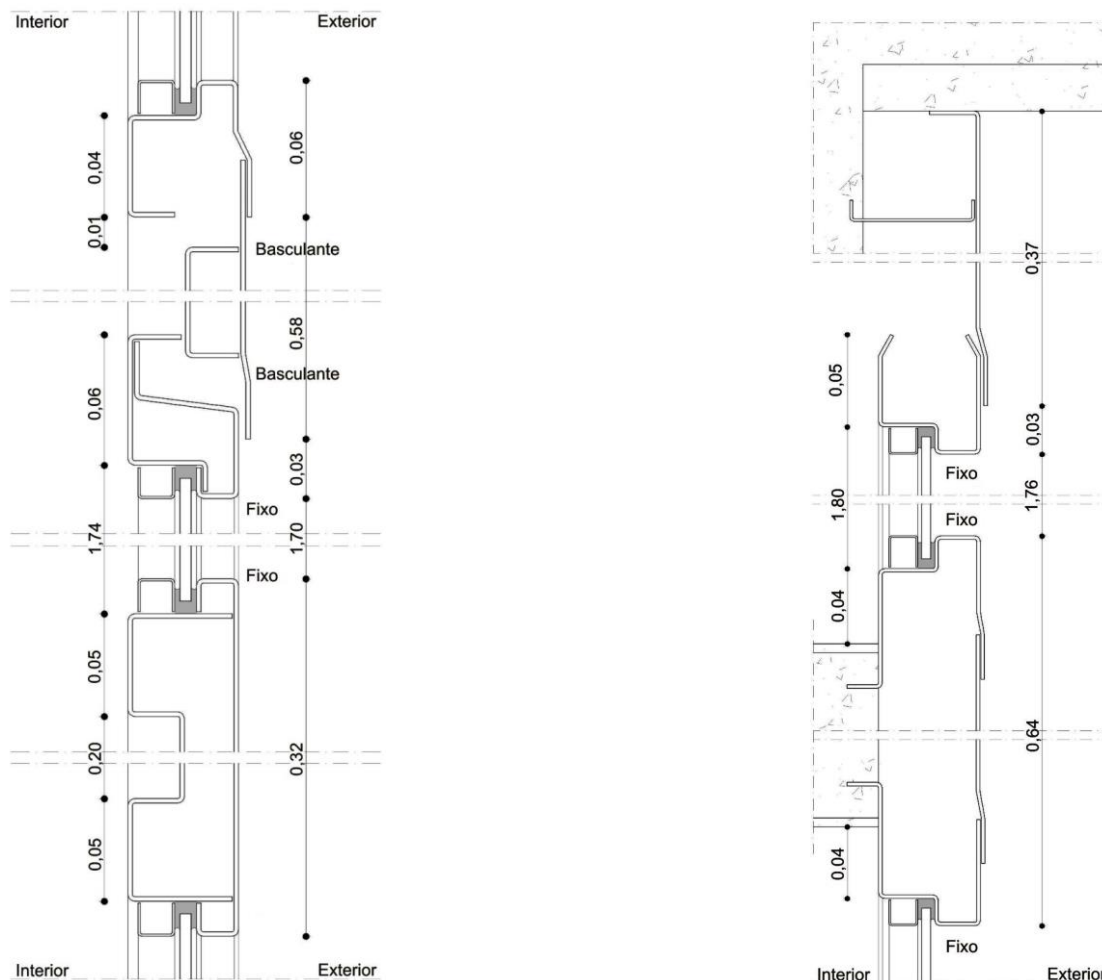 Interior
Exterior
0,04
0,01
0,06
Basculante
0,58
Basculante
0,06
0,03
Fixo
1,74
1,70
Fixo
0,05
0,20
0,32
0,05
Interior
Exterior
0,37
0,05
0,03
Fixo
1,80
1,76
Fixo
0,04
0,64
0,04
Fixo
Interior
Exterior